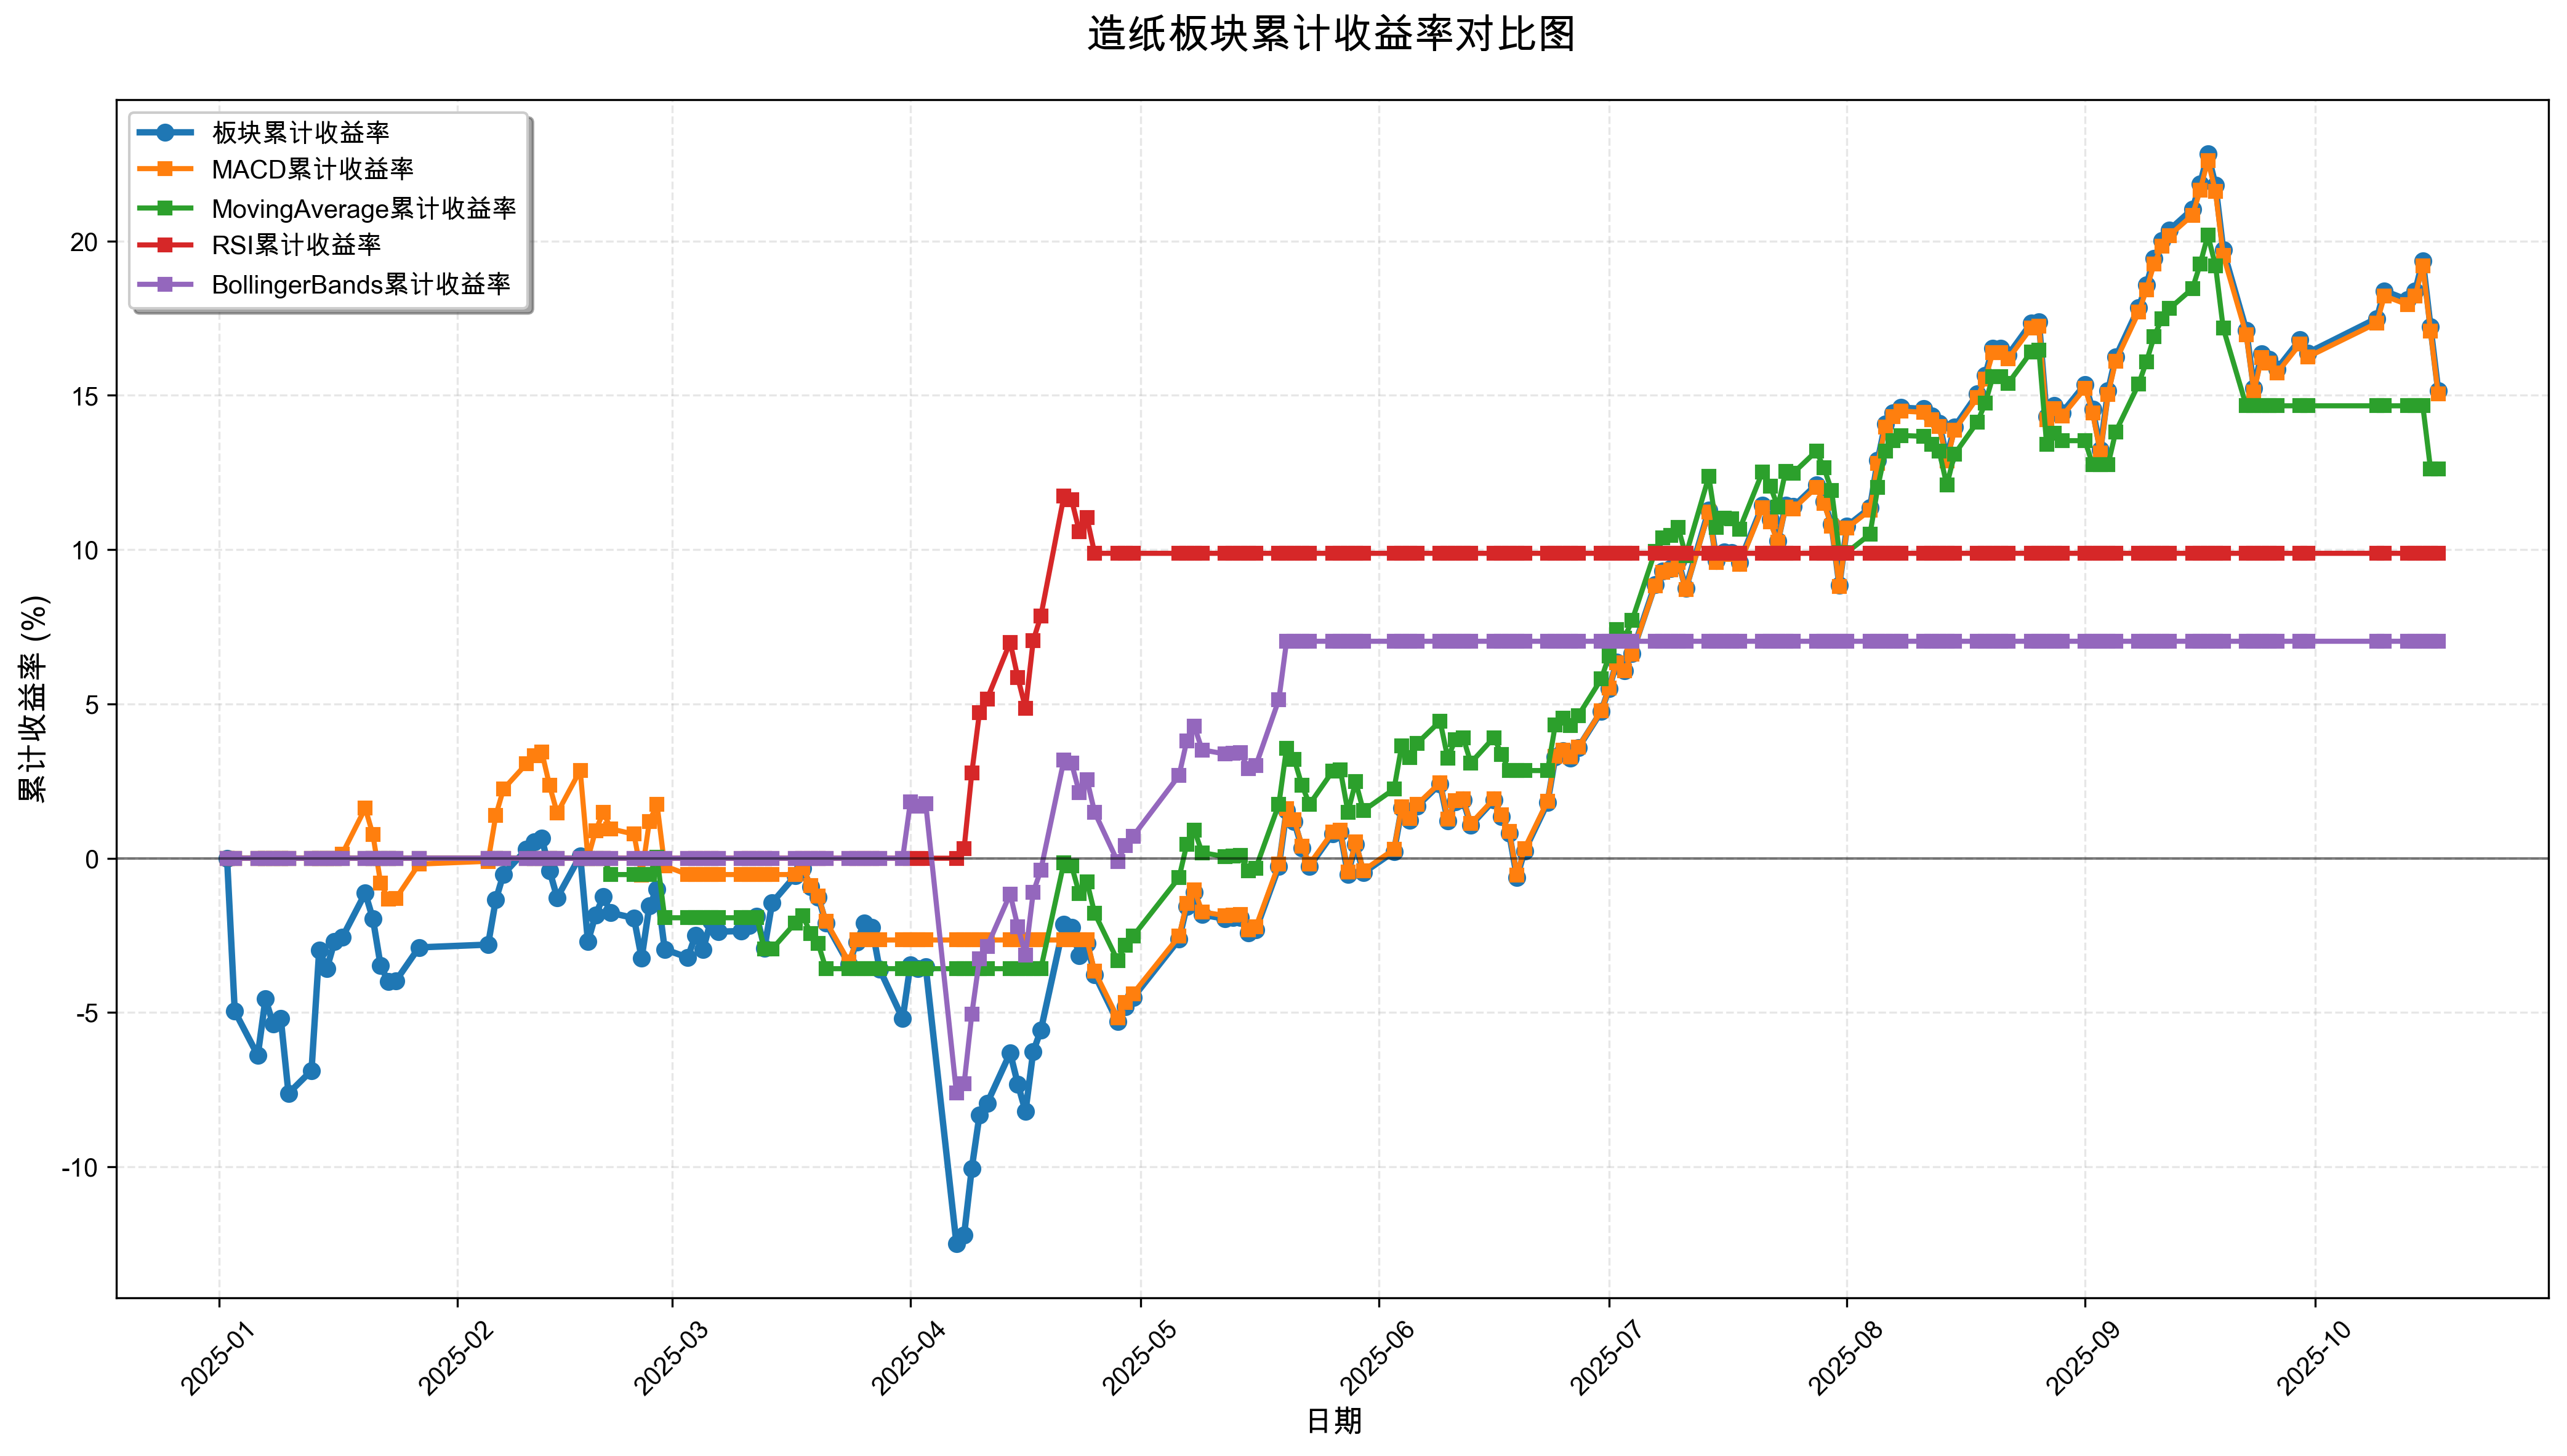 造纸板块累计收益率对比图
板块累计收益率
MACD累计收益率
MovingAverage累计收益率
RSI累计收益率
BollingerBands累计收益率
累计收益率 (%)
20
15
10
5
0
-5
-10
2025-01
2025-02
2025-03
2025-04
2025-05
2025-06
2025-07
2025-08
2025-09
2025-10
日期